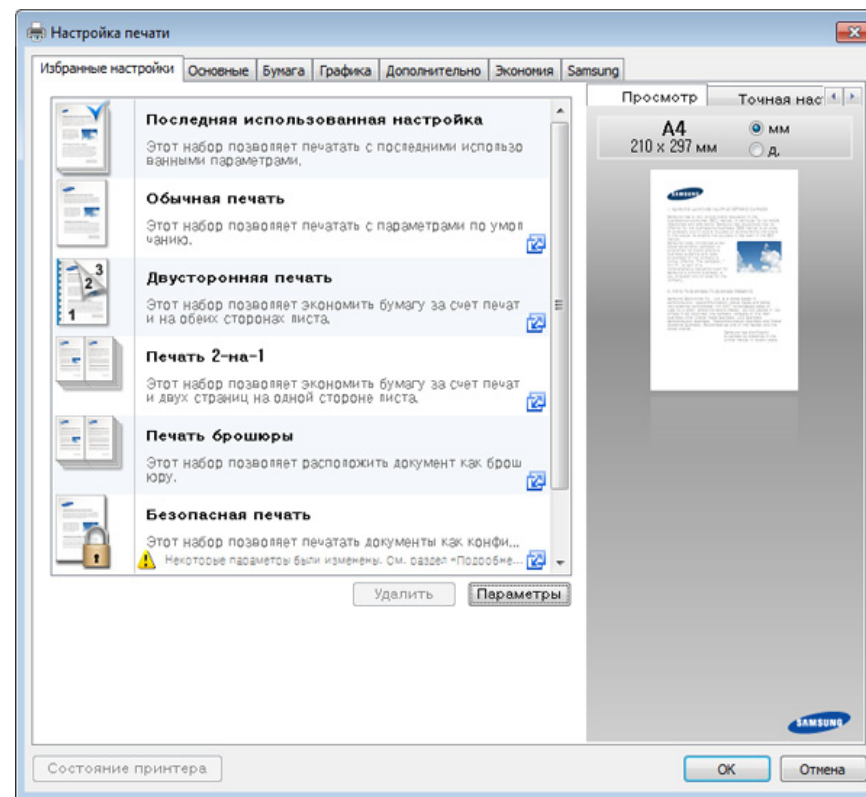 Настройка печати
Избранные настройки Основные Бумага Графика Дополнительно Экономия Samsung
Последняя использованная настройка
Этот набор позволяет печатать с последними использо
ванными параметрами.
Обычная печать
Этот набор позволяет печатать с параметрами по умол
чанию.
Двусторонняя печать
Этот набор позволяет экономить бумагу за счет печат
и на обеих сторонах листа.
Печать 2-на-1
Этот набор позволяет экономить бумагу за счет печат
и двух страниц на одной стороне листа.
Печать брошюры
Этот набор позволяет расположить документ как брош
юру.
Безопасная печать
Этот набор позволяет печатать документы как конфи...
Некоторые параметры были изменены. См. раздел "Подробне...
Удалить Параметры
Просмотр Точная нас
A4 мм
210 x 297 мм д.
SAMSUNG
Состояние принтера OK Отмена
1 2 3